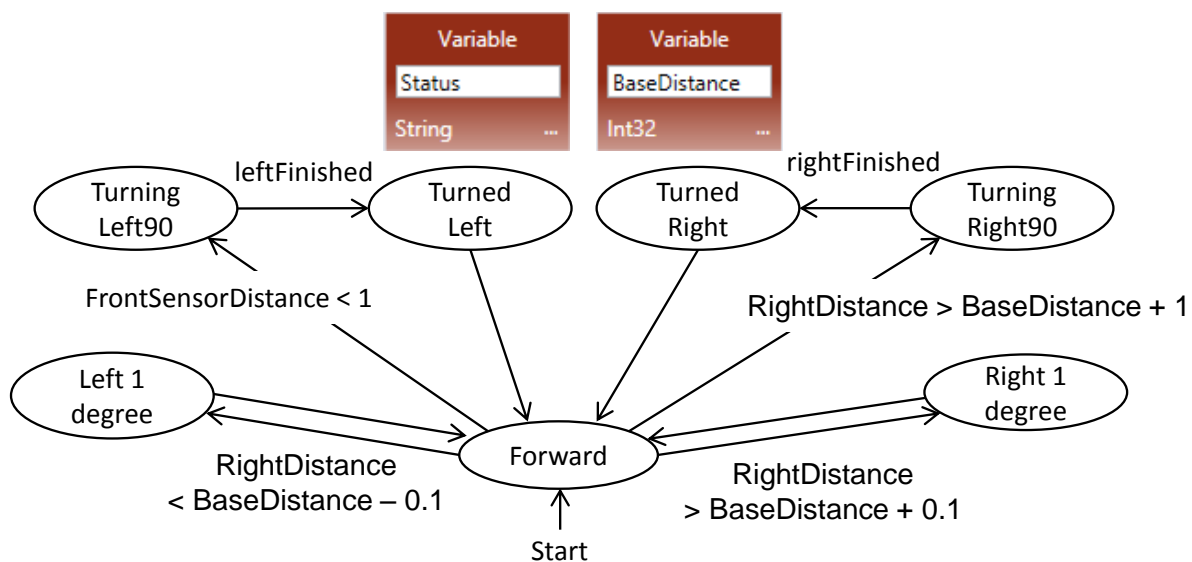 Variable
Status
String ...
Variable
BaseDistance
Int32 ...
leftFinished
rightFinished
Turning
Left90
Turned
Left
Turned
Right
Turning
Right90
FrontSensorDistance < 1
RightDistance > BaseDistance + 1
Left 1
degree
Right 1
degree
Forward
RightDistance
< BaseDistance – 0.1
RightDistance
> BaseDistance + 0.1
Start